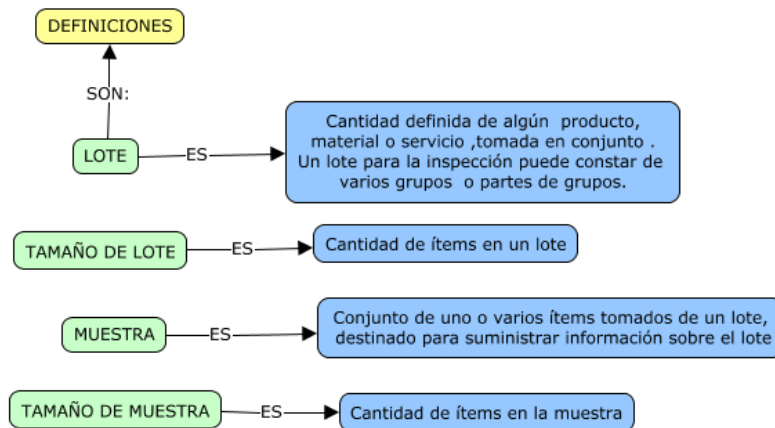 DEFINICIONES
SON:
LOTE
ES
Cantidad definida de algún producto,
material o servicio ,tomada en conjunto .
Un lote para la inspección puede constar de
varios grupos o partes de grupos.
TAMAÑO DE LOTE
ES
Cantidad de ítems en un lote
MUESTRA
ES
Conjunto de uno o varios ítems tomados de un lote,
destinado para suministrar información sobre el lote
TAMAÑO DE MUESTRA
ES
Cantidad de ítems en la muestra